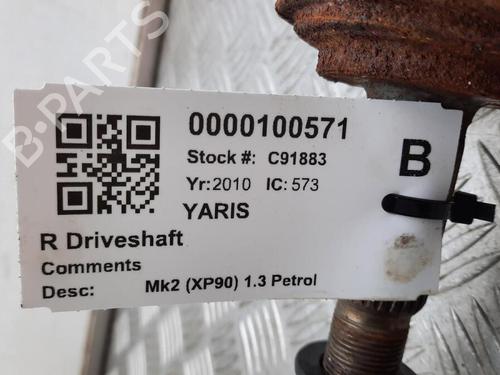 B-PARTS
0000100571
Stock #: C91883
B
Yr:2010 IC: 573
YARIS
R Driveshaft
Comments
Desc: Mk2 (XP90) 1.3 Petrol